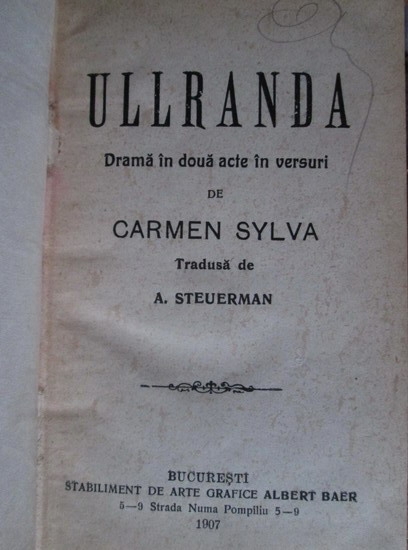 ULLRANDA
Dramă în două acte în versuri
DE
CARMEN SYLVA
Tradusă de
A. STEUERMAN
BUCUREȘTI
STABILIMENT DE ARTE GRAFICE ALBERT BAER
5—9 Strada Numa Pompiliu 5—9
1907